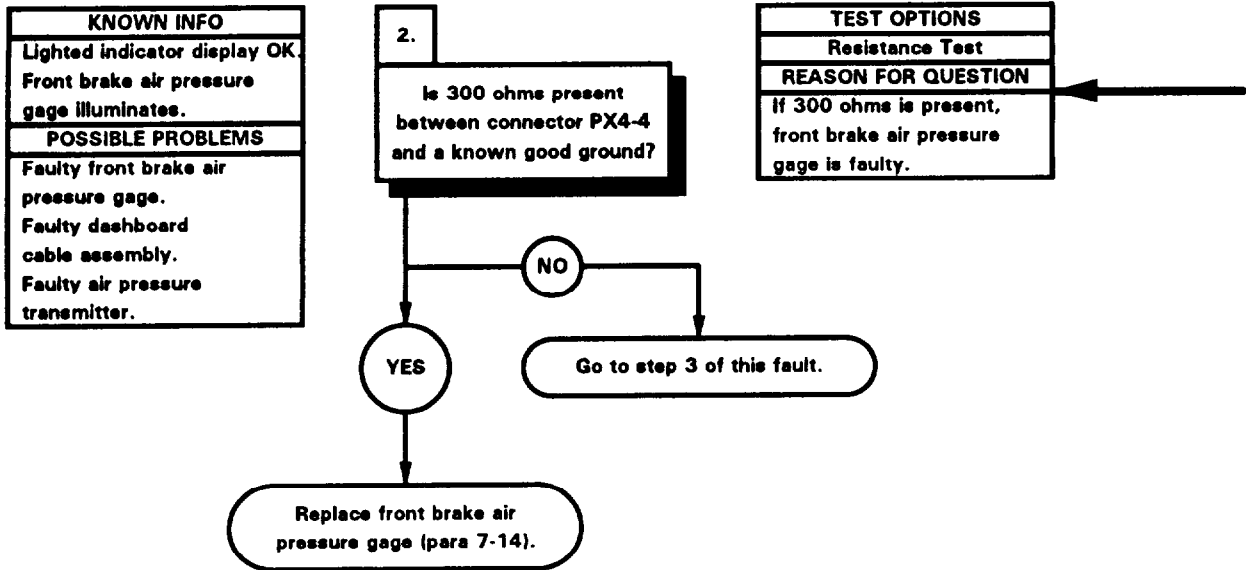 KNOWN INFO
Lighted indicator display OK.
Front brake air pressure
gage illuminates.
POSSIBLE PROBLEMS
Faulty front brake air
pressure gage.
Faulty dashboard
cable assembly.
Faulty air pressure
transmitter.
2.
Is 300 ohms present
between connector PX4-4
and a known good ground?
TEST OPTIONS
Resistance Test
REASON FOR QUESTION
If 300 ohms is present,
front brake air pressure
gage is faulty.
NO
YES
Go to step 3 of this fault.
Replace front brake air
pressure gage (para 7-14).